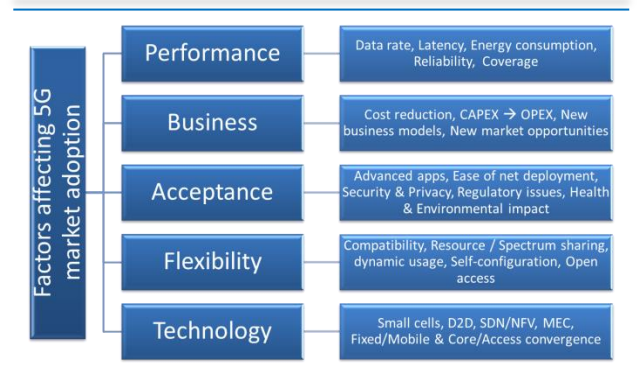 Factors affecting 5G
market adoption
Performance
Data rate, Latency, Energy consumption,
Reliability, Coverage
Business
Cost reduction, CAPEX → OPEX, New
business models, New market opportunities
Acceptance
Advanced apps, Ease of net deployment,
Security & Privacy, Regulatory issues, Health
& Environmental impact
Flexibility
Compatibility, Resource / Spectrum sharing,
dynamic usage, Self-configuration, Open
access
Technology
Small cells, D2D, SDN/NFV, MEC,
Fixed/Mobile & Core/Access convergence